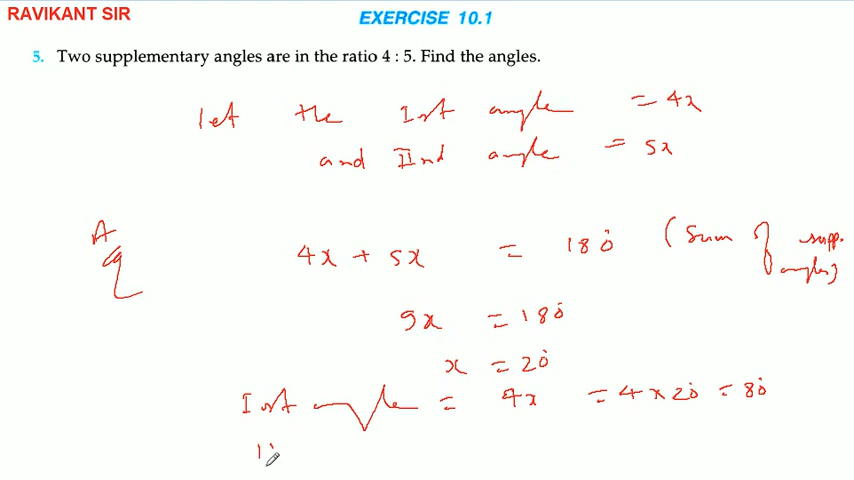 RAVIKANT SIR
EXERCISE 10.1
5. Two supplementary angles are in the ratio 4 : 5. Find the angles.
let the Ist angle = 4x
and IInd angle = 5x
A
q
4x + 5x = 180° (Sum of supp.
angles)
9x = 180°
x = 20°
Ist angle = 4x = 4 × 20° = 80°